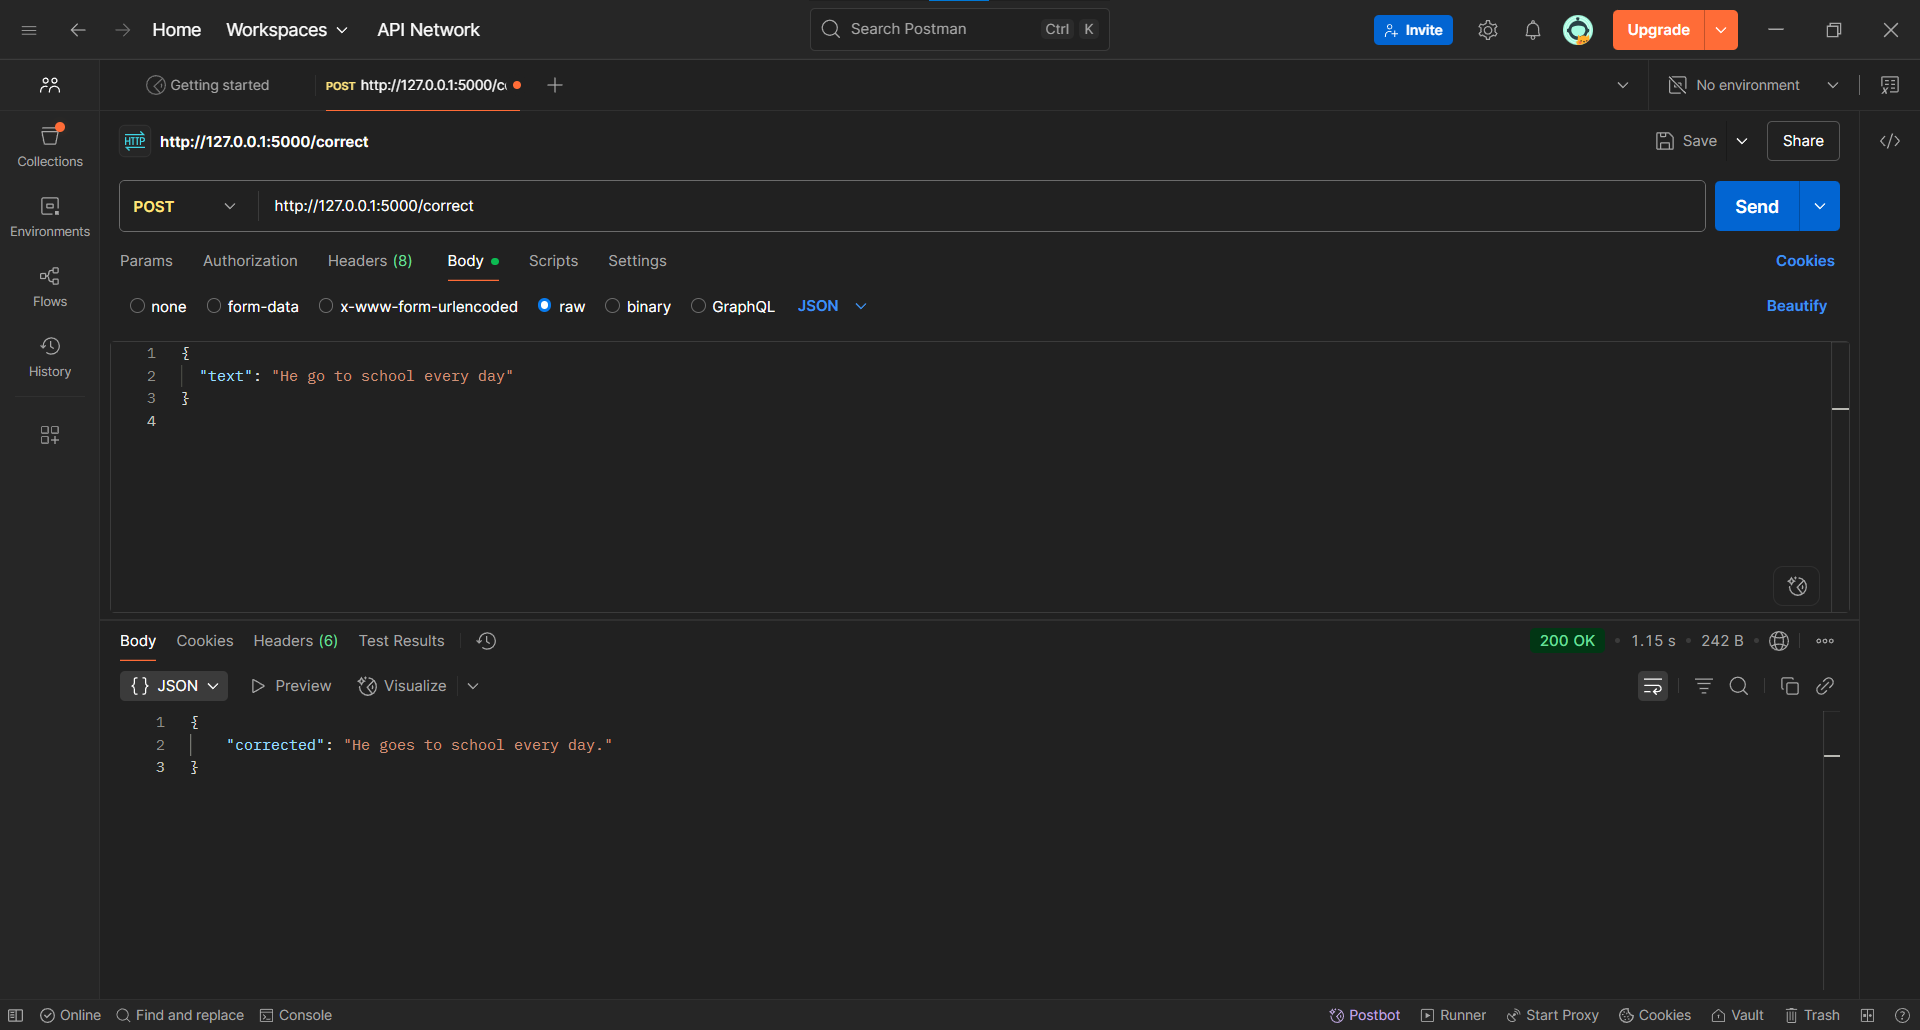 Home Workspaces API Network Search Postman Ctrl K Invite Upgrade
Getting started POST http://127.0.0.1:5000/c No environment
HTTP http://127.0.0.1:5000/correct Save Share
Collections
POST http://127.0.0.1:5000/correct Send
Environments
Params Authorization Headers (8) Body Scripts Settings Cookies
none form-data x-www-form-urlencoded raw binary GraphQL JSON Beautify
Flows
History
1 {
2 "text": "He go to school every day"
3 }
4
Body Cookies Headers (6) Test Results 200 OK • 1.15 s • 242 B
{} JSON Preview Visualize
1 {
2 "corrected": "He goes to school every day."
3 }
Online Find and replace Console Postbot Runner Start Proxy Cookies Vault Trash